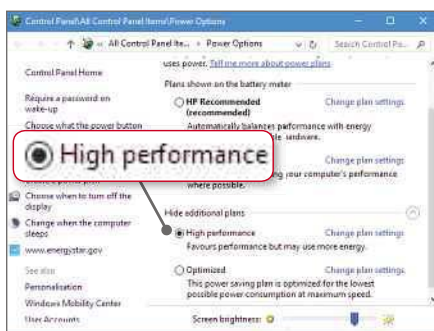 Control Panel\All Control Panel Items\Power Options
All Control Panel Ite... Power Options Search Control Pa...
Control Panel Home
Require a password on
wake-up
Choose what the power button
Choose when to turn off the
display
Change when the computer
sleeps
www.energystar.gov
See also
Personalisation
Windows Mobility Center
User Accounts
uses power. Tell me more about power plans
Plans shown on the battery meter
HP Recommended Change plan settings
(recommended)
Automatically balances performance with energy
High performance
Change plan settings
your computer's performance
where possible.
Hide additional plans
High performance Change plan settings
Favours performance but may use more energy.
Optimized Change plan settings
This power saving plan is optimized for the lowest
possible power consumption at maximum speed.
Screen brightness: